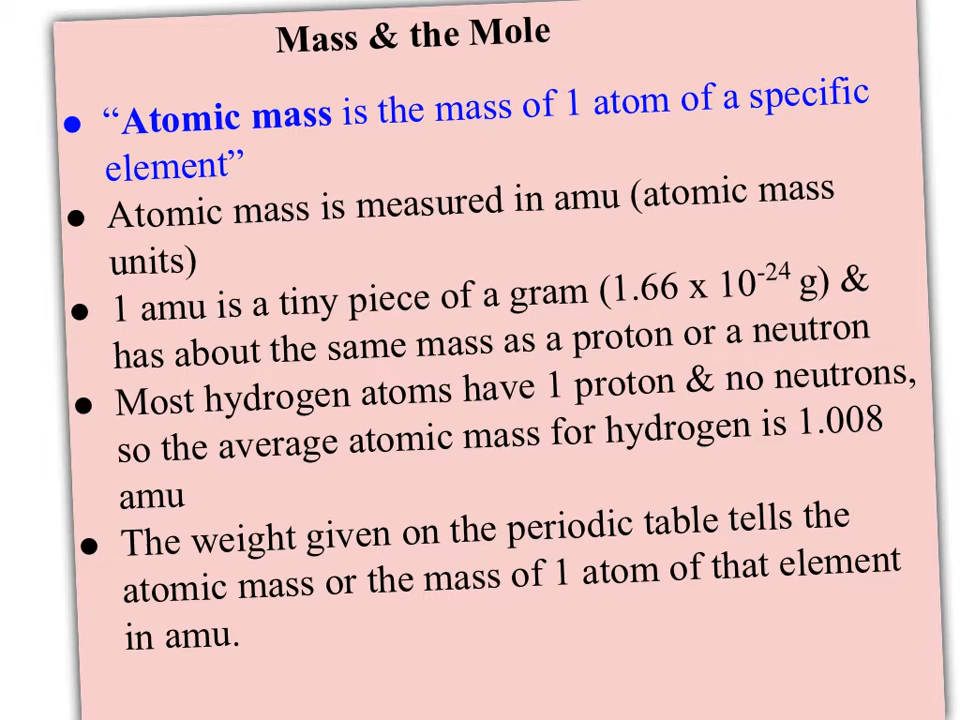 Mass & the Mole
● “Atomic mass is the mass of 1 atom of a specific
element”
● Atomic mass is measured in amu (atomic mass
units)
● 1 amu is a tiny piece of a gram (1.66 x 10⁻²⁴ g) &
has about the same mass as a proton or a neutron
● Most hydrogen atoms have 1 proton & no neutrons,
so the average atomic mass for hydrogen is 1.008
amu
● The weight given on the periodic table tells the
atomic mass or the mass of 1 atom of that element
in amu.